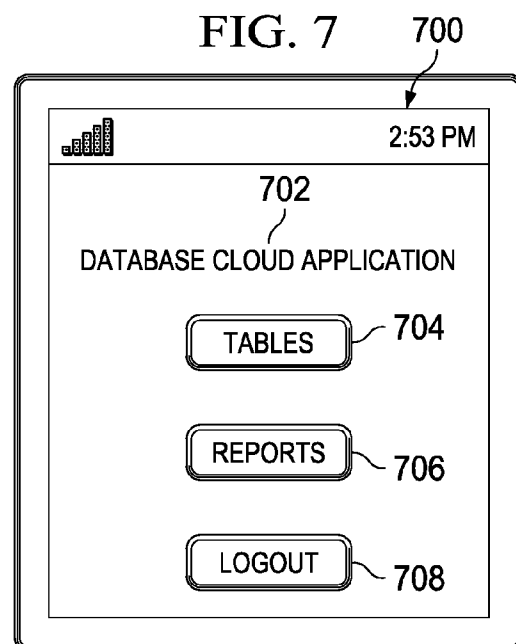 FIG. 7
700
2:53 PM
702
DATABASE CLOUD APPLICATION
TABLES
704
REPORTS
706
LOGOUT
708